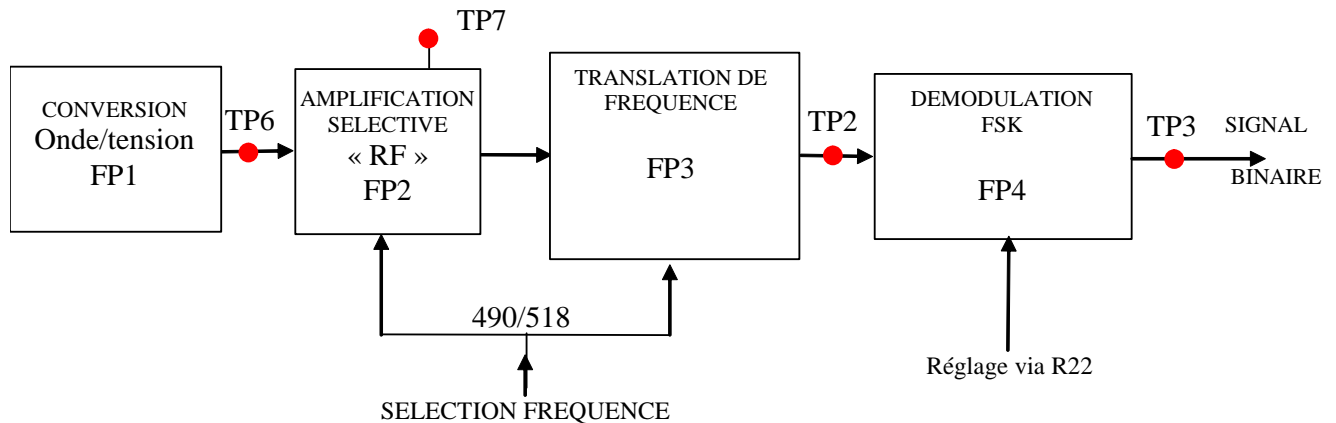 TP7
CONVERSION
Onde/tension
FP1
TP6
AMPLIFICATION
SELECTIVE
« RF »
FP2
TRANSLATION DE
FREQUENCE
FP3
TP2
DEMODULATION
FSK
FP4
TP3
SIGNAL
BINAIRE
490/518
SELECTION FREQUENCE
Réglage via R22